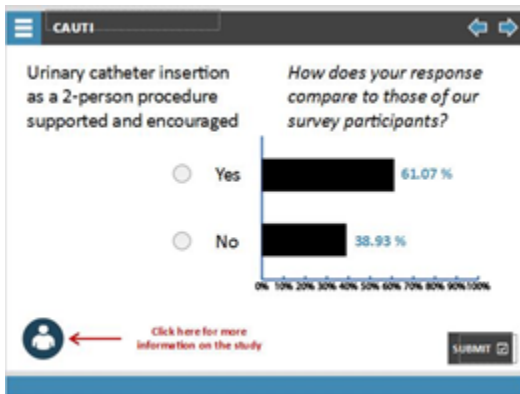 CAUTI
Urinary catheter insertion
as a 2-person procedure
supported and encouraged
How does your response
compare to those of our
survey participants?
Yes
61.07 %
No
38.93 %
0% 10% 20% 30% 40% 50% 60% 70% 80% 90% 100%
Click here for more
information on the study
SUBMIT